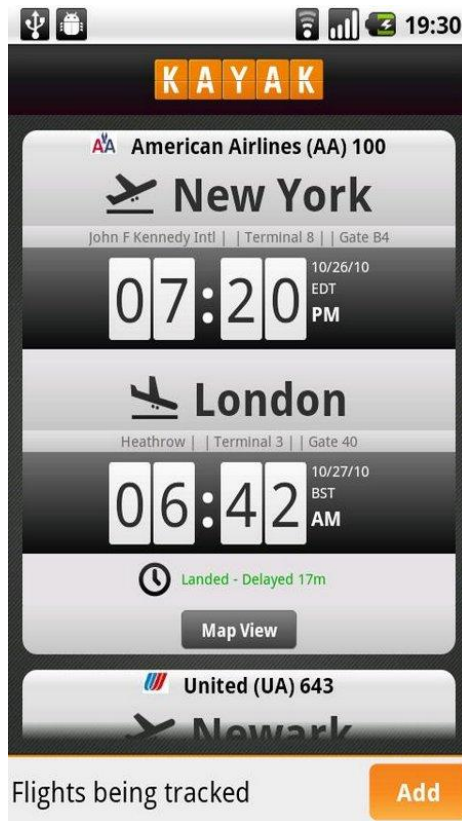 19:30
KAYAK
American Airlines (AA) 100
New York
John F Kennedy Intl | | Terminal 8 | | Gate B4
07:20
10/26/10
EDT
PM
London
Heathrow | | Terminal 3 | | Gate 40
06:42
10/27/10
BST
AM
Landed - Delayed 17m
Map View
United (UA) 643
Newark
Flights being tracked
Add